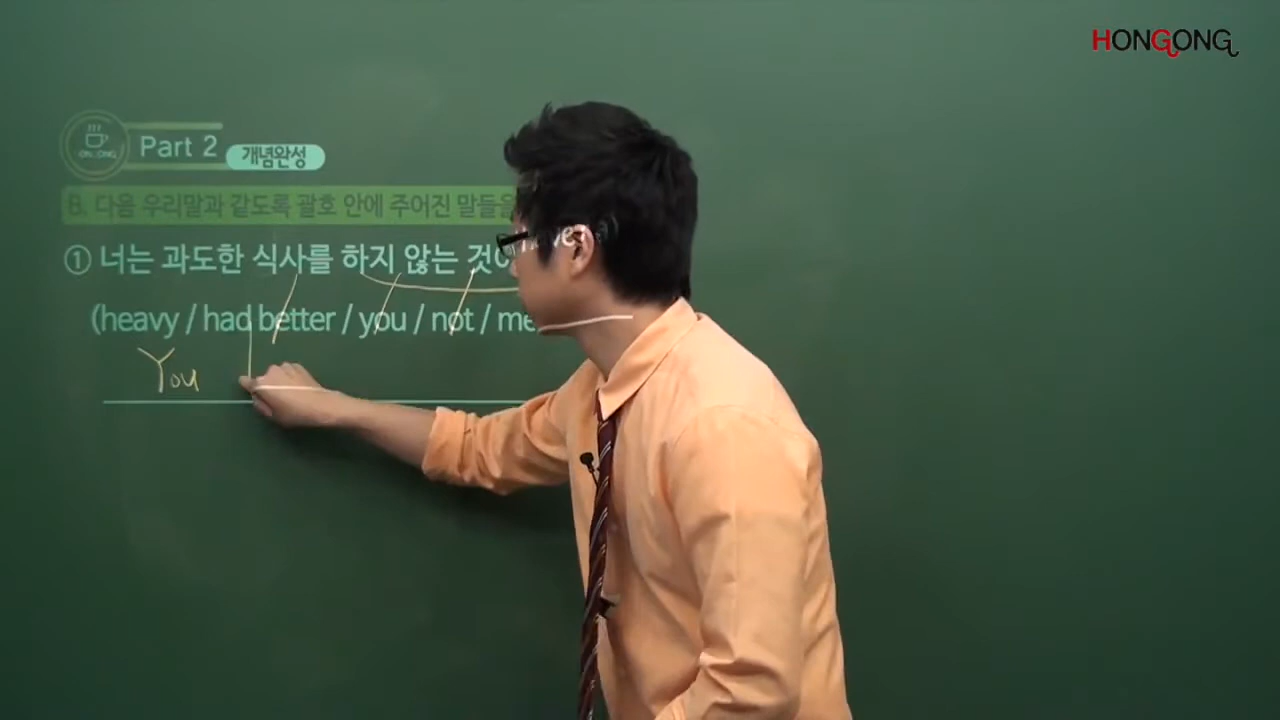 HONGONG
Part 2 개념완성
B. 다음 우리말과 같도록 괄호 안에 주어진 말들을
① 너는 과도한 식사를 하지 않는
(heavy / had better / you / not / me
You